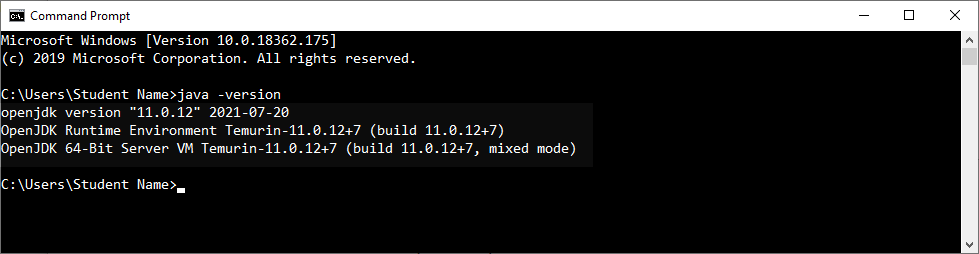 Command Prompt
Microsoft Windows [Version 10.0.18362.175]
(c) 2019 Microsoft Corporation. All rights reserved.
C:\Users\Student Name>java -version
openjdk version "11.0.12" 2021-07-20
OpenJDK Runtime Environment Temurin-11.0.12+7 (build 11.0.12+7)
OpenJDK 64-Bit Server VM Temurin-11.0.12+7 (build 11.0.12+7, mixed mode)
C:\Users\Student Name>